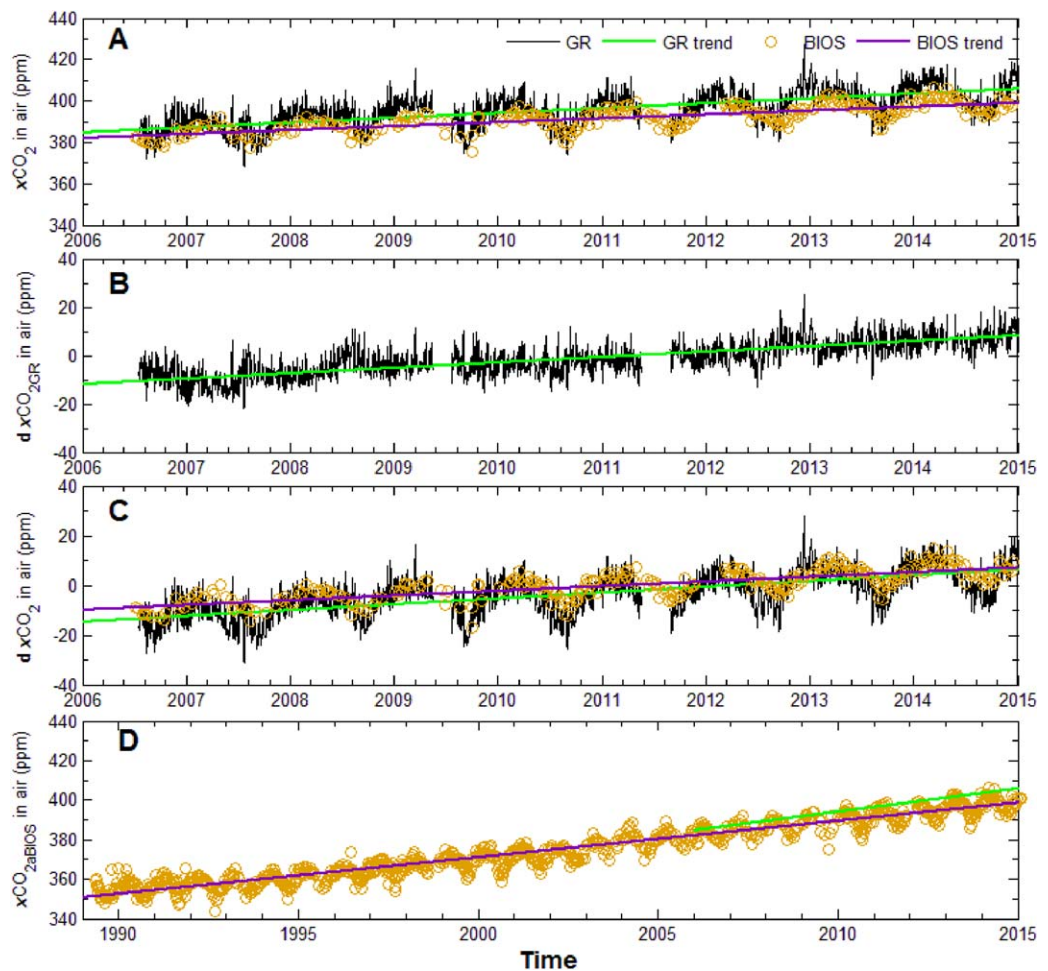 A
GR GR trend BIOS BIOS trend
xCO2 in air (ppm)
440
420
400
380
360
340
2006 2007 2008 2009 2010 2011 2012 2013 2014 2015
B
d xCO2GR in air (ppm)
40
20
0
-20
-40
2006 2007 2008 2009 2010 2011 2012 2013 2014 2015
C
d xCO2 in air (ppm)
40
20
0
-20
-40
2006 2007 2008 2009 2010 2011 2012 2013 2014 2015
D
xCO2aBIOS in air (ppm)
440
420
400
380
360
340
1990 1995 2000 2005 2010 2015
Time